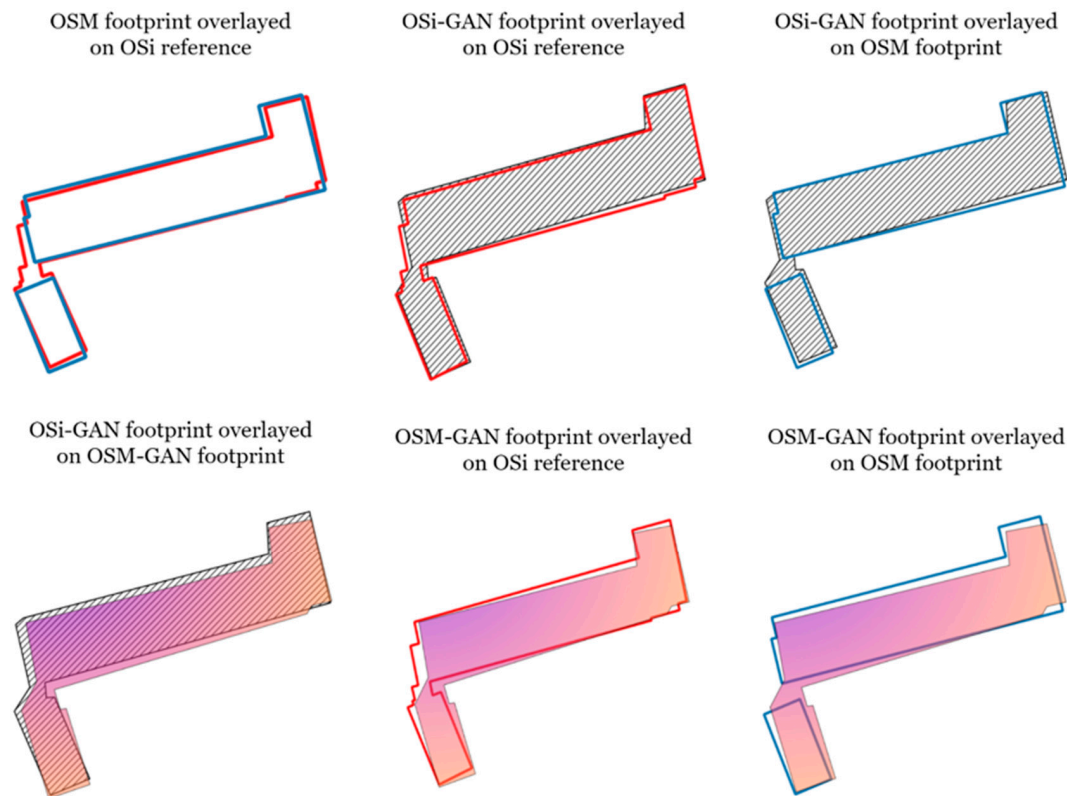 OSM footprint overlayed
on OSi reference
OSi-GAN footprint overlayed
on OSi reference
OSi-GAN footprint overlayed
on OSM footprint
OSi-GAN footprint overlayed
on OSM-GAN footprint
OSM-GAN footprint overlayed
on OSi reference
OSM-GAN footprint overlayed
on OSM footprint